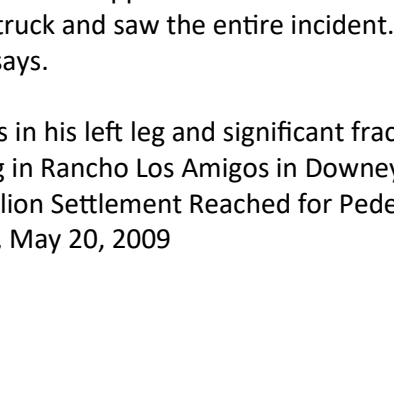 truck and saw the entire incident.
says.
s in his left leg and significant frac
g in Rancho Los Amigos in Downey
lion Settlement Reached for Pede
. May 20, 2009